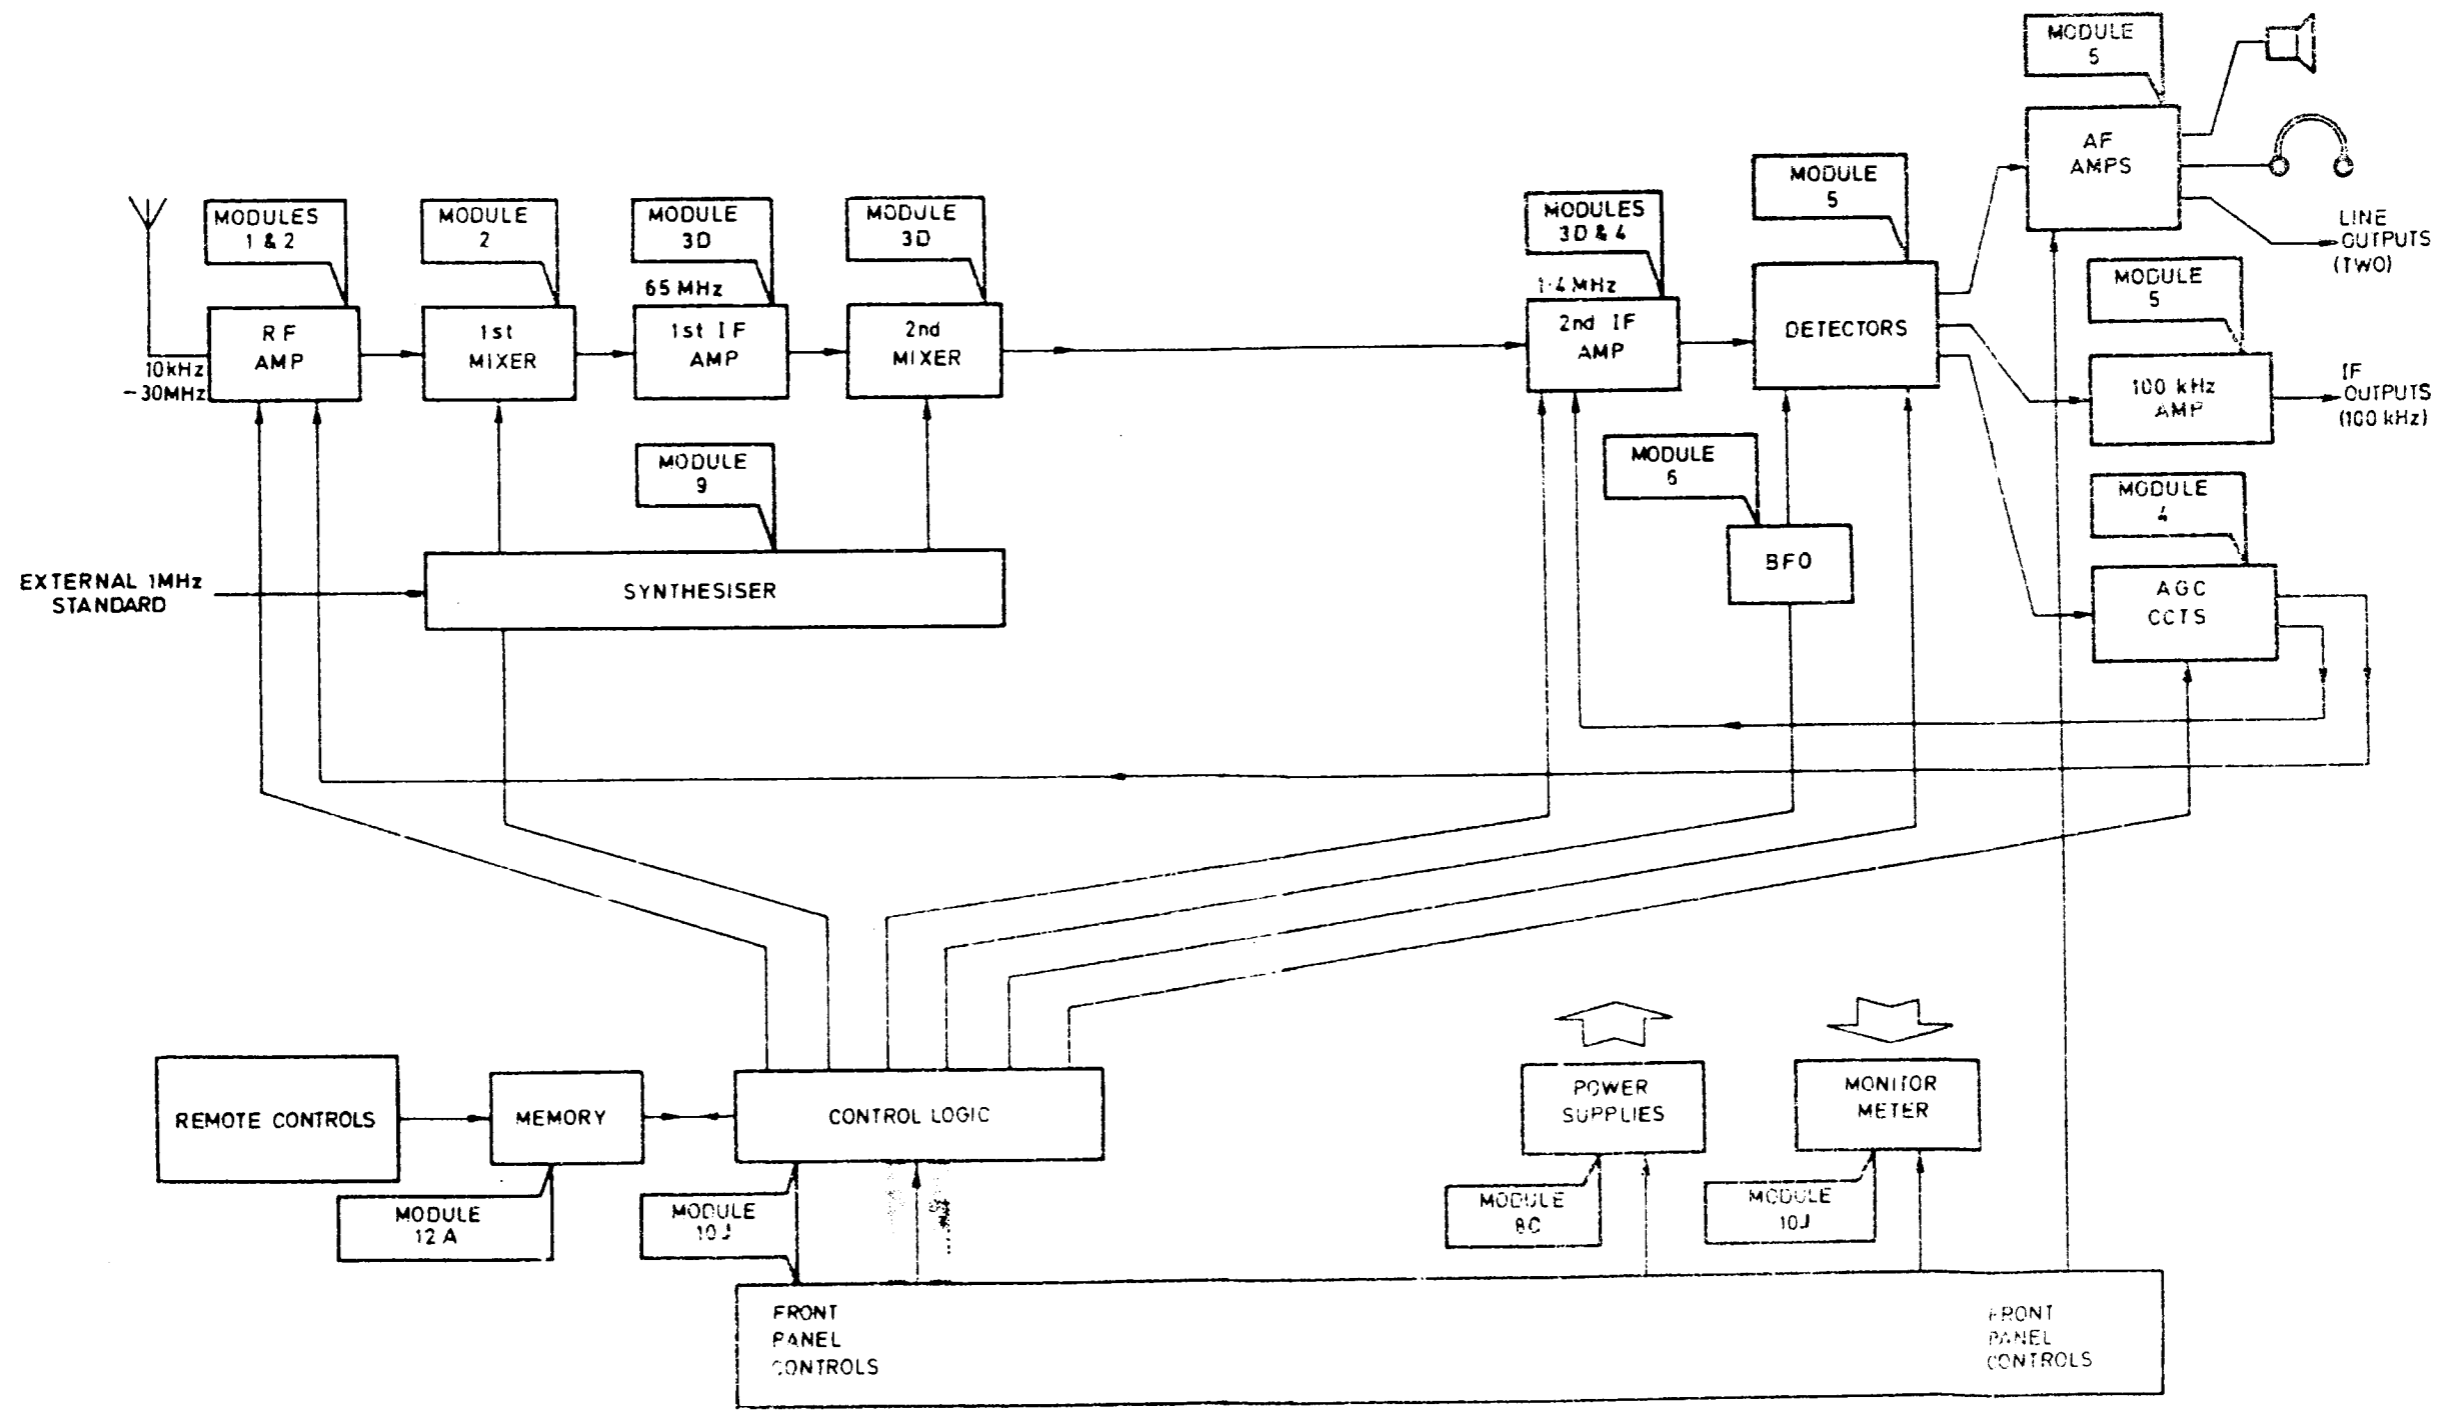 MODULE
5
AF
AMPS
LINE
OUTPUTS
(TWO)
MODULES
1 & 2
MODULE
2
MODULE
3D
MODULE
3D
MODULES
3D & 4
MODULE
5
65 MHz
1·4 MHz
RF
AMP
1st
MIXER
1st IF
AMP
2nd
MIXER
2nd IF
AMP
DETECTORS
10kHz
-30MHz
MODULE
5
100 kHz
AMP
IF
OUTPUTS
(100 kHz)
MODULE
9
MODULE
6
BFO
MODULE
4
AGC
CCTS
EXTERNAL 1MHz
STANDARD
SYNTHESISER
REMOTE CONTROLS
MEMORY
CONTROL LOGIC
POWER
SUPPLIES
MONITOR
METER
MODULE
12A
MODULE
10J
MODULE
8C
MODULE
10J
FRONT
PANEL
CONTROLS
FRONT
PANEL
CONTROLS